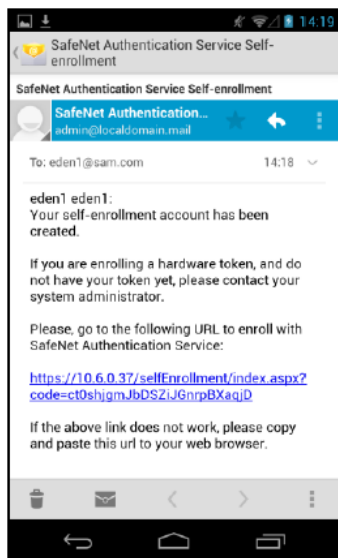 14:19
SafeNet Authentication Service Self-
enrollment
SafeNet Authentication Service Self-enrollment
SafeNet Authentication...
admin@localdomain.mail
To: eden1@sam.com
14:18
eden1 eden1:
Your self-enrollment account has been
created.
If you are enrolling a hardware token, and do
not have your token yet, please contact your
system administrator.
Please, go to the following URL to enroll with
SafeNet Authentication Service:
https://10.6.0.37/selfEnrollment/index.aspx?
code=ct0shjgmJbDSZiJGnrpBXaqjD
If the above link does not work, please copy
and paste this url to your web browser.